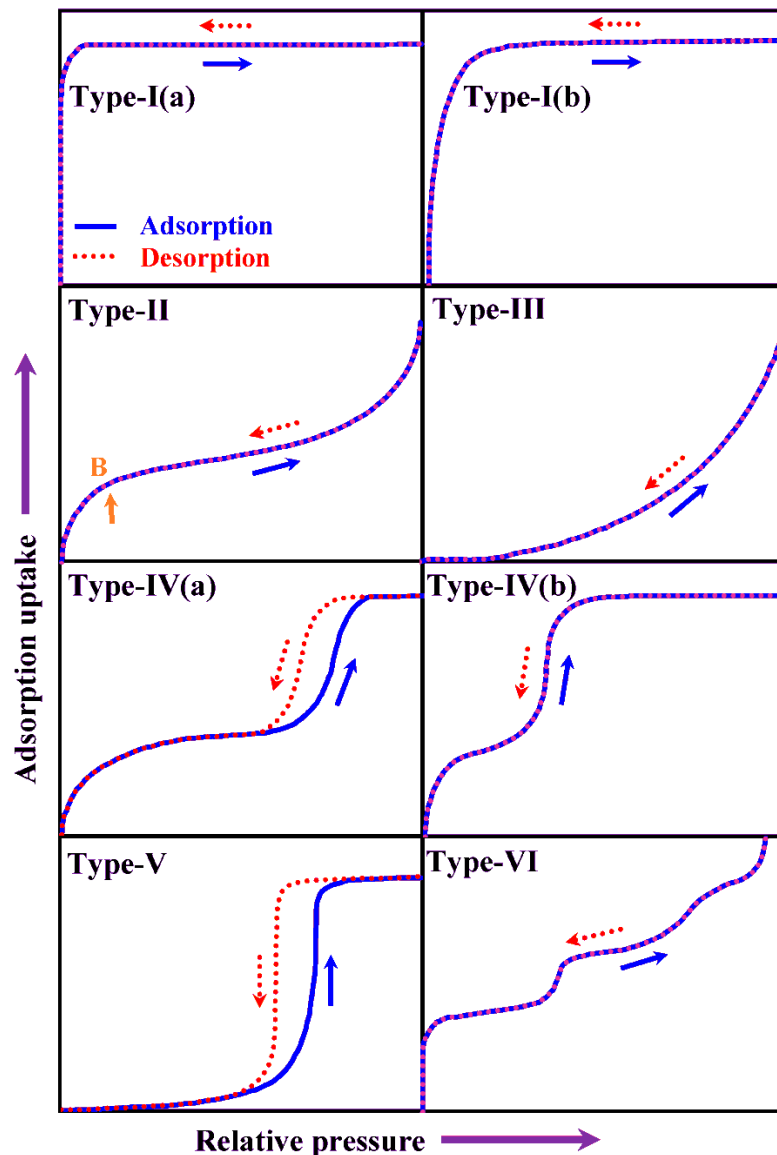 Type-I(a)
Type-I(b)
Adsorption
Desorption
Type-II
Type-III
B
Type-IV(a)
Type-IV(b)
Type-V
Type-VI
Adsorption uptake
Relative pressure